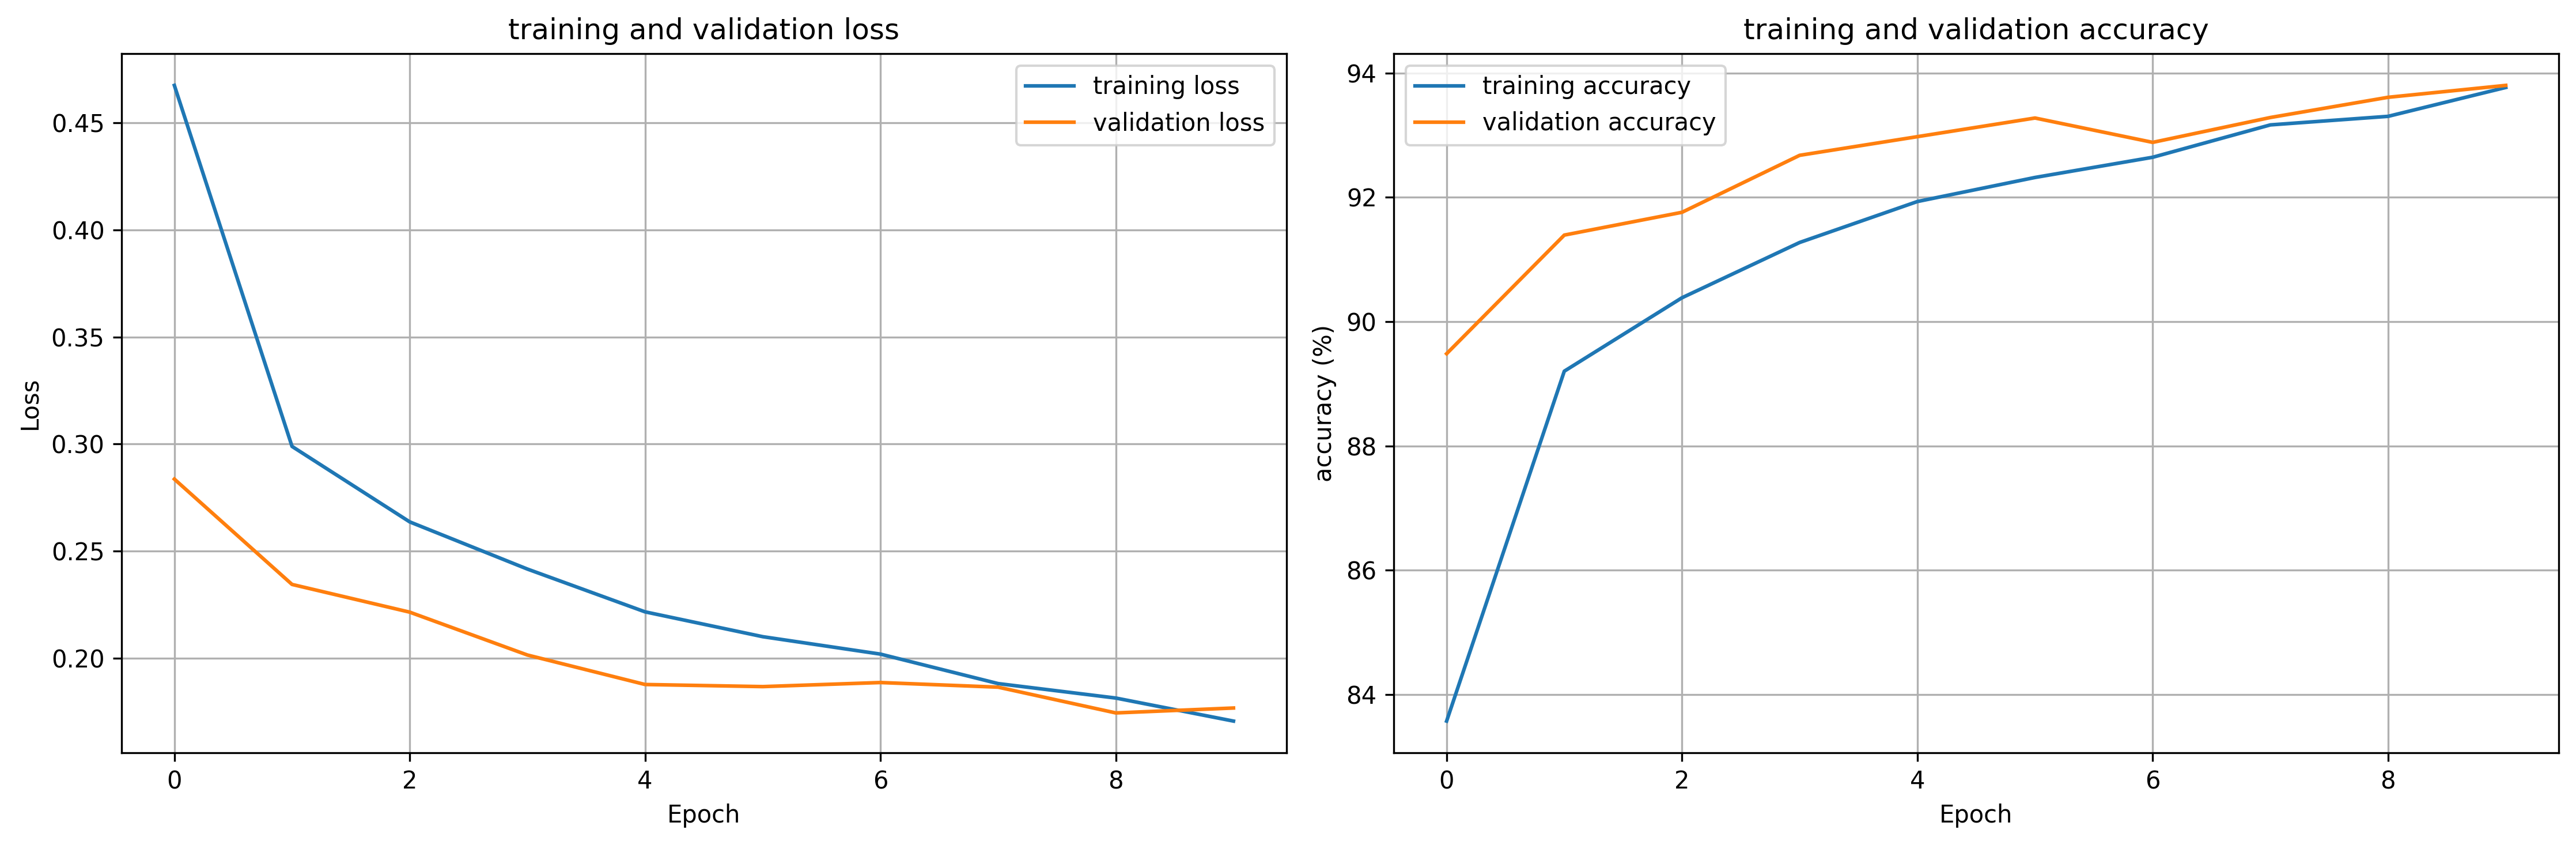 training and validation loss
training loss
validation loss
0.45
0.40
0.35
0.30
0.25
0.20
Loss
0 2 4 6 8
Epoch
training and validation accuracy
training accuracy
validation accuracy
94
92
90
88
86
84
accuracy (%)
0 2 4 6 8
Epoch